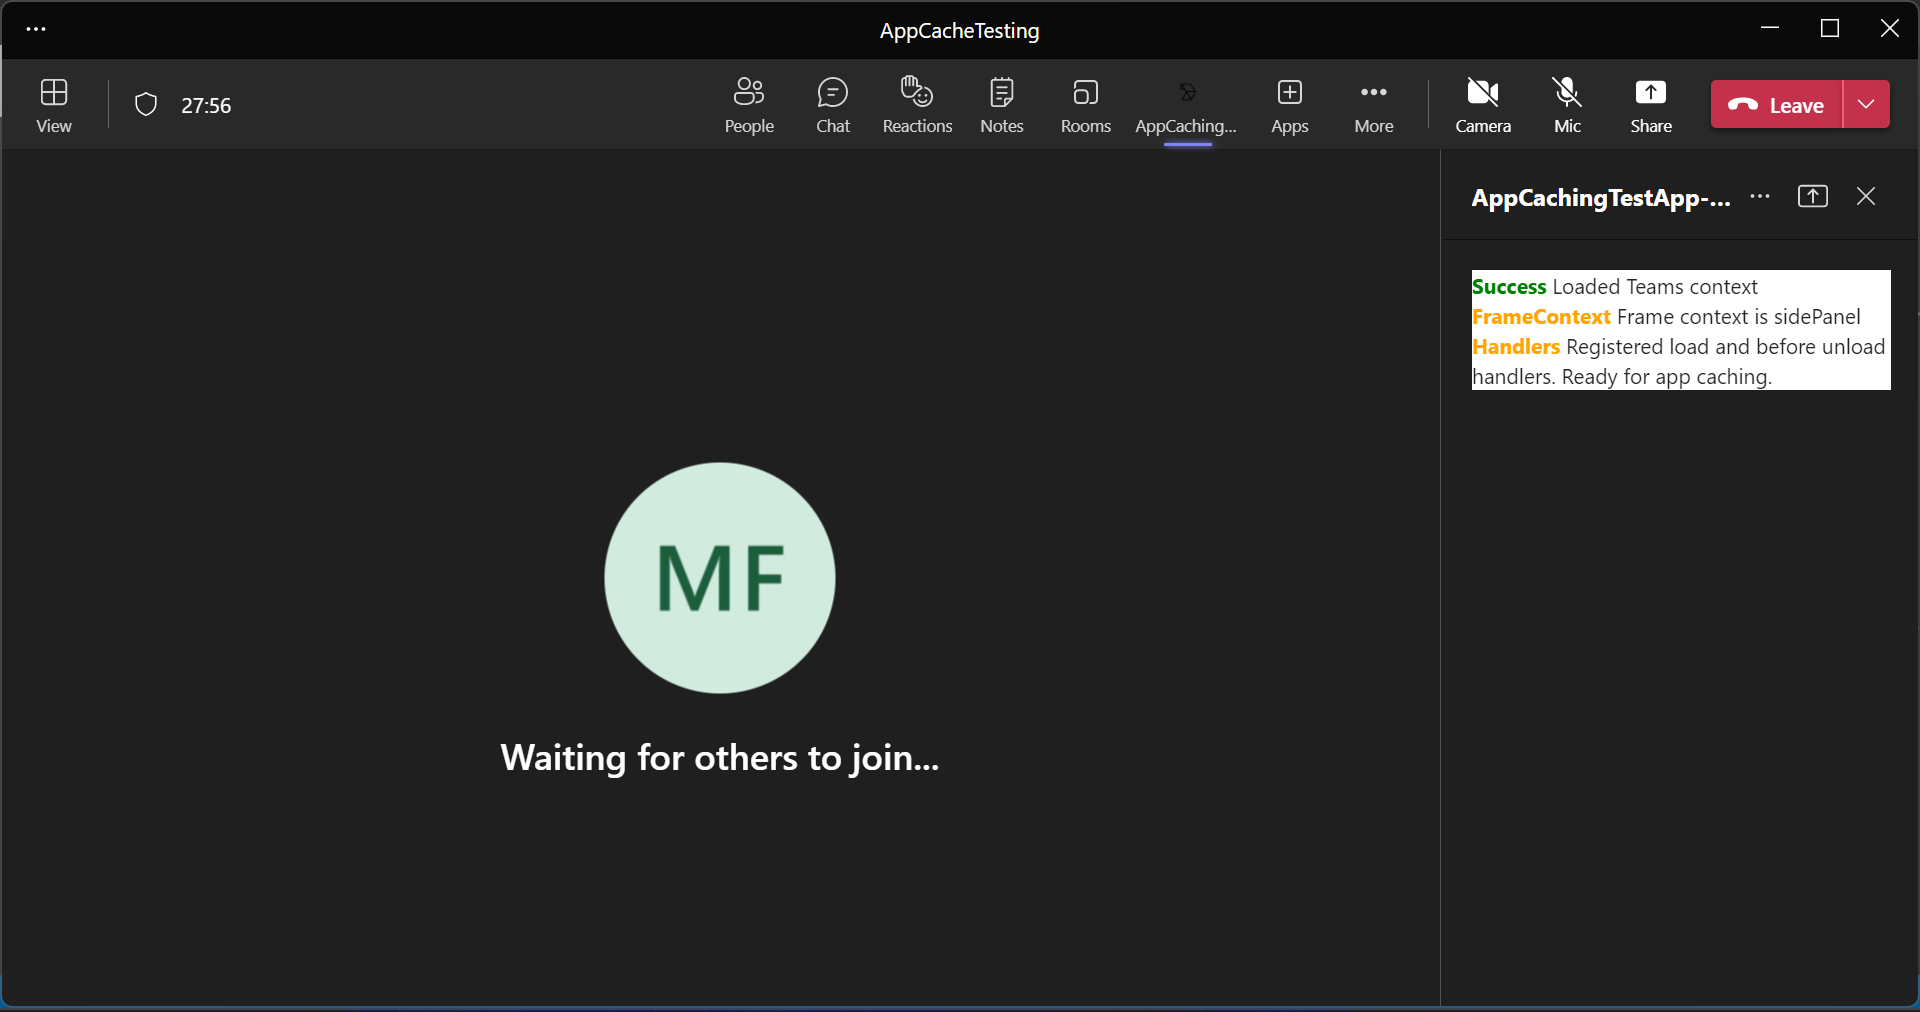 AppCacheTesting
View
27:56
People
Chat
Reactions
Notes
Rooms
AppCaching...
Apps
More
Camera
Mic
Share
Leave
AppCachingTestApp-...
Success Loaded Teams context
FrameContext Frame context is sidePanel
Handlers Registered load and before unload
handlers. Ready for app caching.
MF
Waiting for others to join...